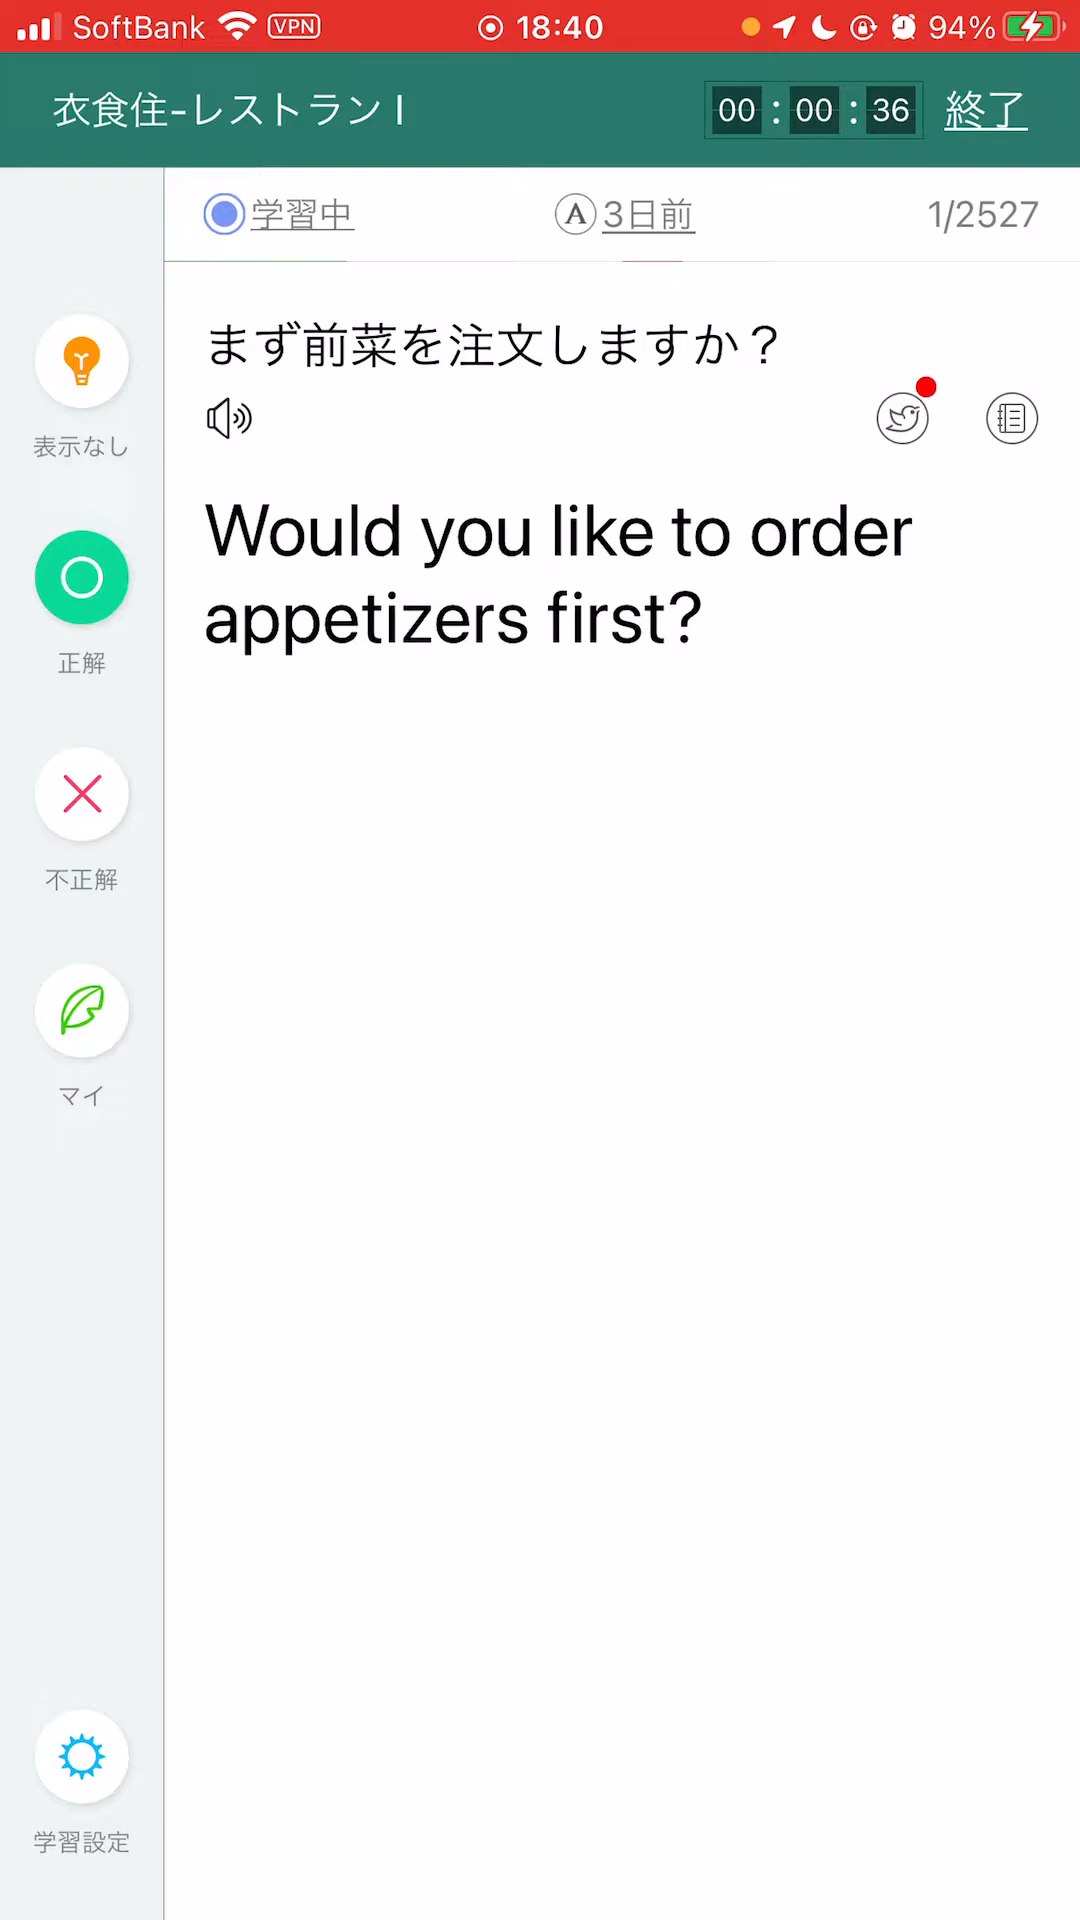 SoftBank VPN 18:40 94%
衣食住-レストラン I 00 : 00 : 36 終了
学習中 A 3日前 1/2527
まず前菜を注文しますか？
表示なし
Would you like to order
appetizers first?
正解
不正解
マイ
学習設定